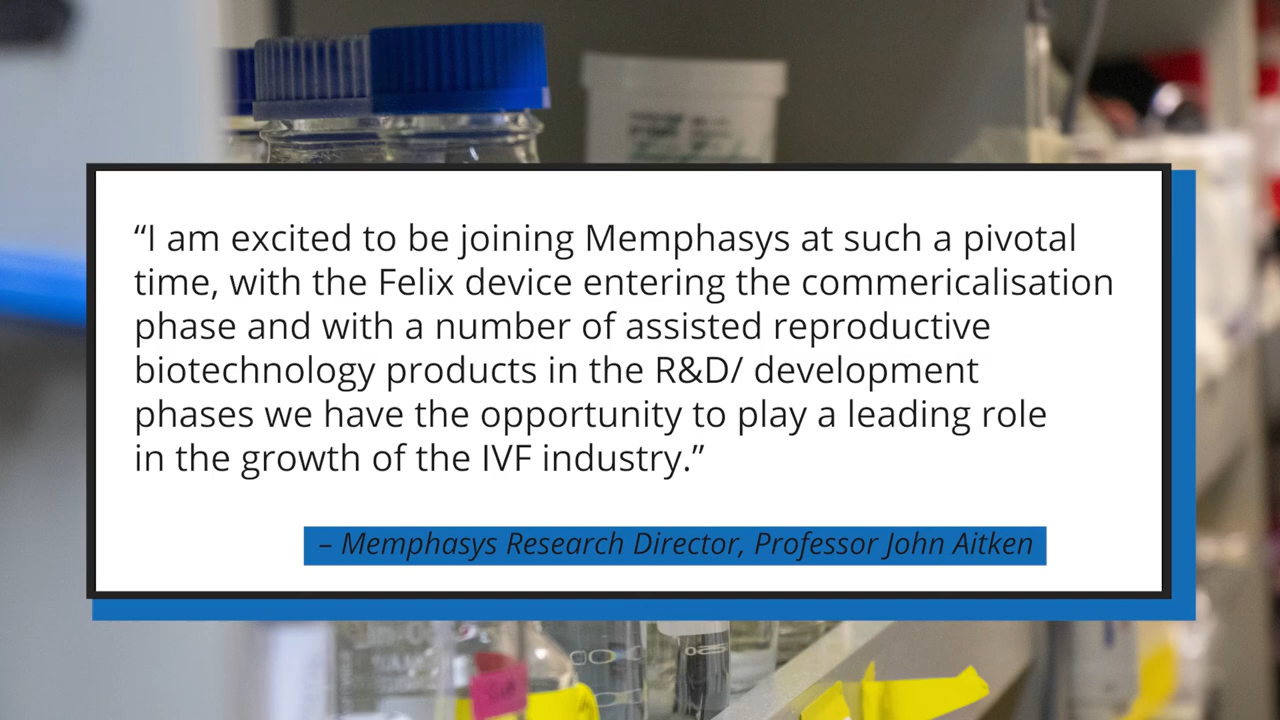 “I am excited to be joining Memphasys at such a pivotal
time, with the Felix device entering the commericalisation
phase and with a number of assisted reproductive
biotechnology products in the R&D/ development
phases we have the opportunity to play a leading role
in the growth of the IVF industry.”
– Memphasys Research Director, Professor John Aitken